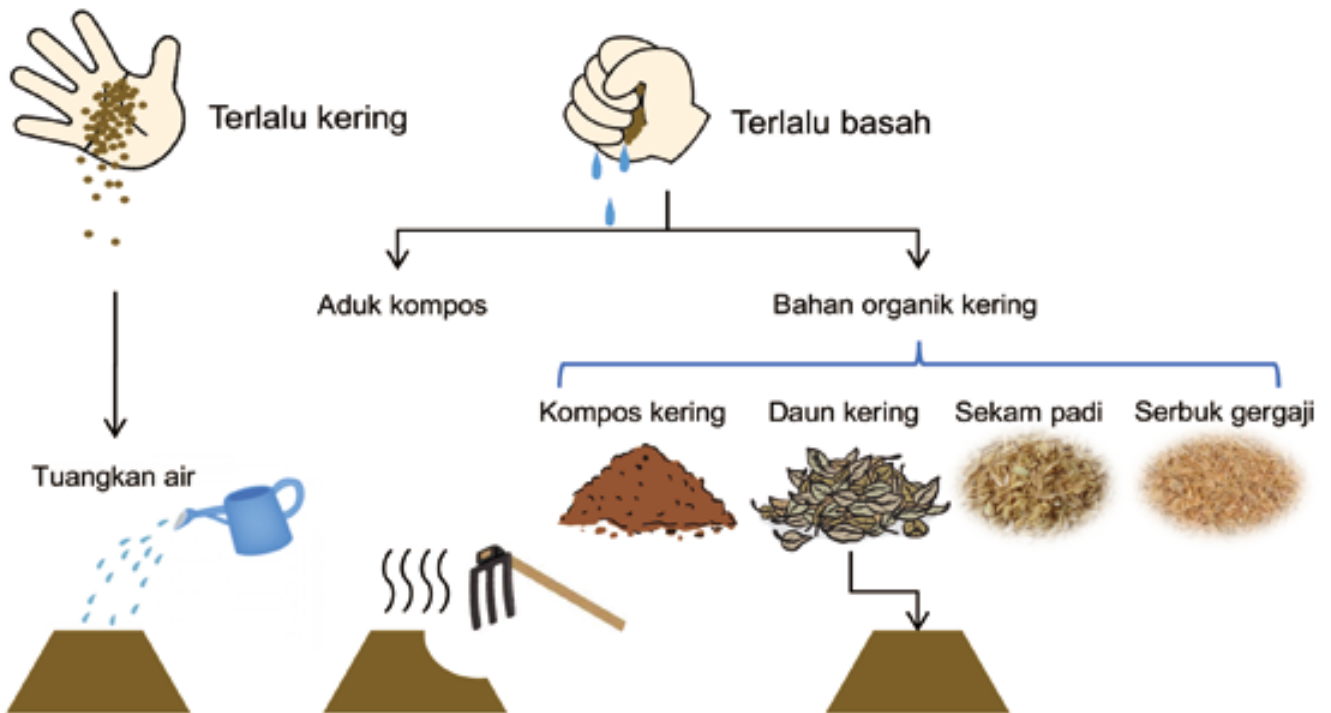 Terlalu kering
Terlalu basah
Aduk kompos
Bahan organik kering
Kompos kering
Daun kering
Sekam padi
Serbuk gergaji
Tuangkan air